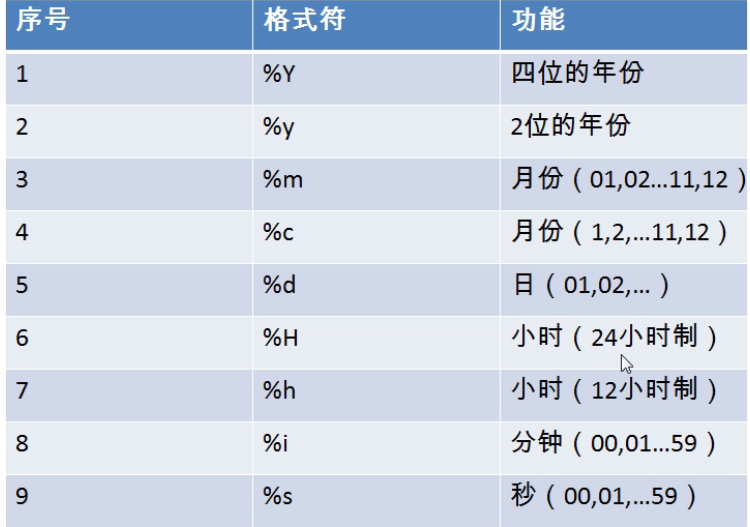 序号 格式符 功能
1 %Y 四位的年份
2 %y 2位的年份
3 %m 月份（01,02…11,12）
4 %c 月份（1,2,…11,12）
5 %d 日（01,02,…）
6 %H 小时（24小时制）
7 %h 小时（12小时制）
8 %i 分钟（00,01…59）
9 %s 秒（00,01,…59）